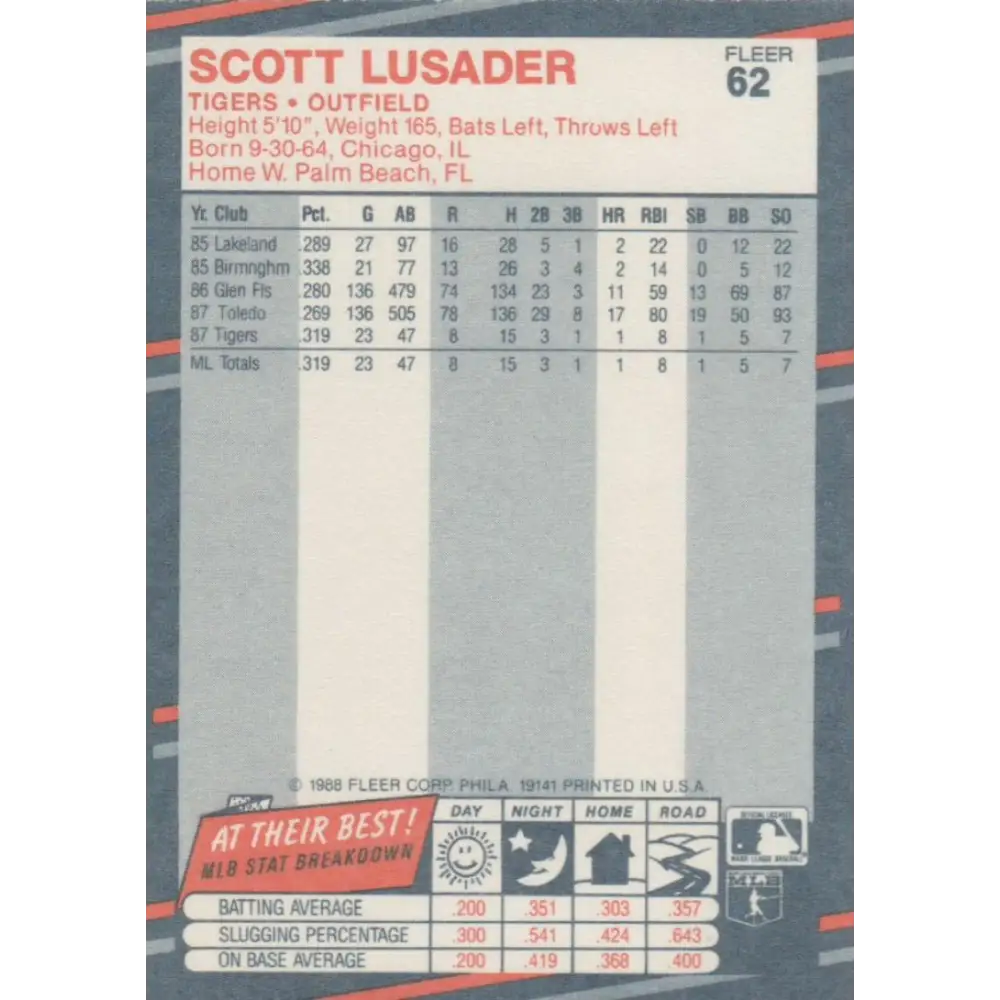 SCOTT LUSADER
FLEER
62
TIGERS • OUTFIELD
Height 5'10", Weight 165, Bats Left, Throws Left
Born 9-30-64, Chicago, IL
Home W. Palm Beach, FL
Yr. Club Pct. G AB R H 2B 3B HR RBI SB BB SO
85 Lakeland .289 27 97 16 28 5 1 2 22 0 12 22
85 Birmnghm .338 21 77 13 26 3 4 2 14 0 5 12
86 Glen Fls .280 136 479 74 134 23 3 11 59 13 69 87
87 Toledo .269 136 505 78 136 29 8 17 80 19 50 93
87 Tigers .319 23 47 8 15 3 1 1 8 1 5 7
ML Totals .319 23 47 8 15 3 1 1 8 1 5 7
© 1988 FLEER CORP. PHILA. 19141 PRINTED IN U.S.A.
AT THEIR BEST!
MLB STAT BREAKDOWN
DAY NIGHT HOME ROAD
BATTING AVERAGE .200 .351 .303 .357
SLUGGING PERCENTAGE .300 .541 .424 .643
ON BASE AVERAGE .200 .419 .368 .400
MLB